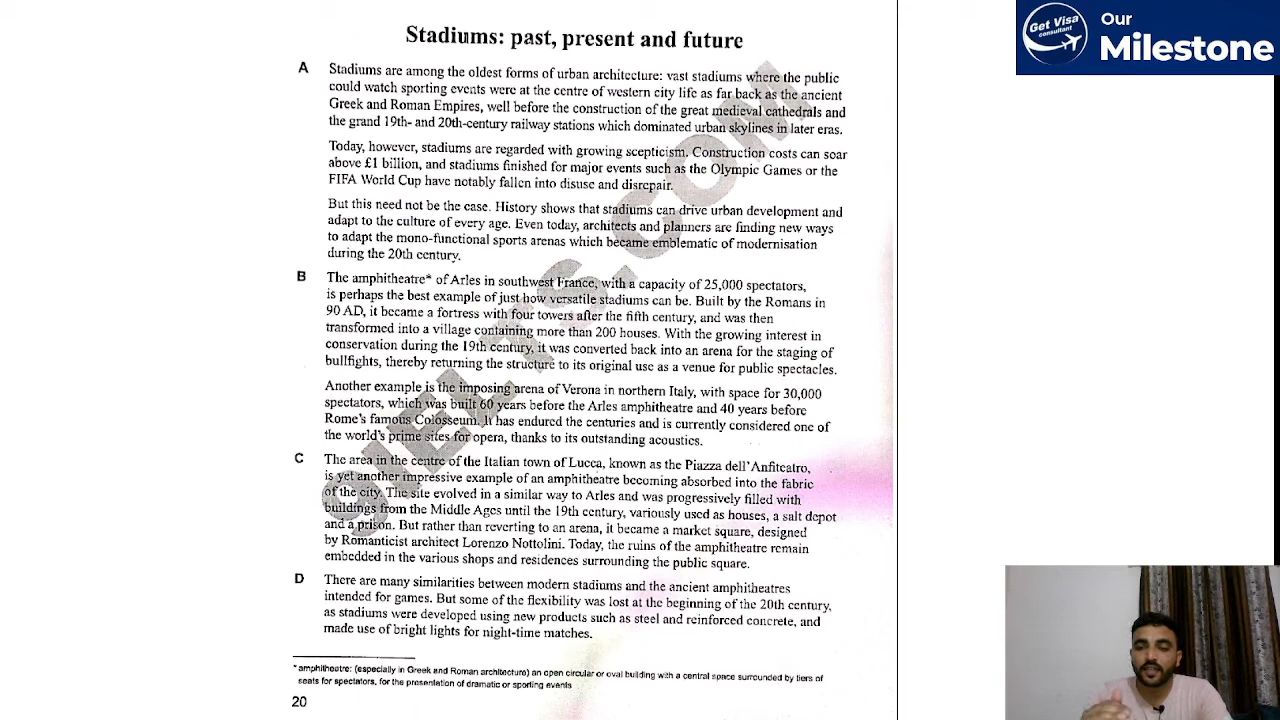 Stadiums: past, present and future
A
Stadiums are among the oldest forms of urban architecture: vast stadiums where the public
could watch sporting events were at the centre of western city life as far back as the ancient
Greek and Roman Empires, well before the construction of the great medieval cathedrals and
the grand 19th- and 20th-century railway stations which dominated urban skylines in later eras.
Today, however, stadiums are regarded with growing scepticism. Construction costs can soar
above £1 billion, and stadiums finished for major events such as the Olympic Games or the
FIFA World Cup have notably fallen into disuse and disrepair.
But this need not be the case. History shows that stadiums can drive urban development and
adapt to the culture of every age. Even today, architects and planners are finding new ways
to adapt the mono-functional sports arenas which became emblematic of modernisation
during the 20th century.
B
The amphitheatre* of Arles in southwest France, with a capacity of 25,000 spectators,
is perhaps the best example of just how versatile stadiums can be. Built by the Romans in
90 AD, it became a fortress with four towers after the fifth century, and was then
transformed into a village containing more than 200 houses. With the growing interest in
conservation during the 19th century, it was converted back into an arena for the staging of
bullfights, thereby returning the structure to its original use as a venue for public spectacles.
Another example is the imposing arena of Verona in northern Italy, with space for 30,000
spectators, which was built 60 years before the Arles amphitheatre and 40 years before
Rome's famous Colosseum. It has endured the centuries and is currently considered one of
the world's prime sites for opera, thanks to its outstanding acoustics.
C
The area in the centre of the Italian town of Lucca, known as the Piazza dell'Anfiteatro,
is yet another impressive example of an amphitheatre becoming absorbed into the fabric
of the city. The site evolved in a similar way to Arles and was progressively filled with
buildings from the Middle Ages until the 19th century, variously used as houses, a salt depot
and a prison. But rather than reverting to an arena, it became a market square, designed
by Romanticist architect Lorenzo Nottolini. Today, the ruins of the amphitheatre remain
embedded in the various shops and residences surrounding the public square.
D
There are many similarities between modern stadiums and the ancient amphitheatres
intended for games. But some of the flexibility was lost at the beginning of the 20th century,
as stadiums were developed using new products such as steel and reinforced concrete, and
made use of bright lights for night-time matches.
* amphitheatre: (especially in Greek and Roman architecture) an open circular or oval building with a central space surrounded by tiers of
seats for spectators, for the presentation of dramatic or sporting events
20
9IELTS.COM
Get Visa
consultant
Our
Milestone